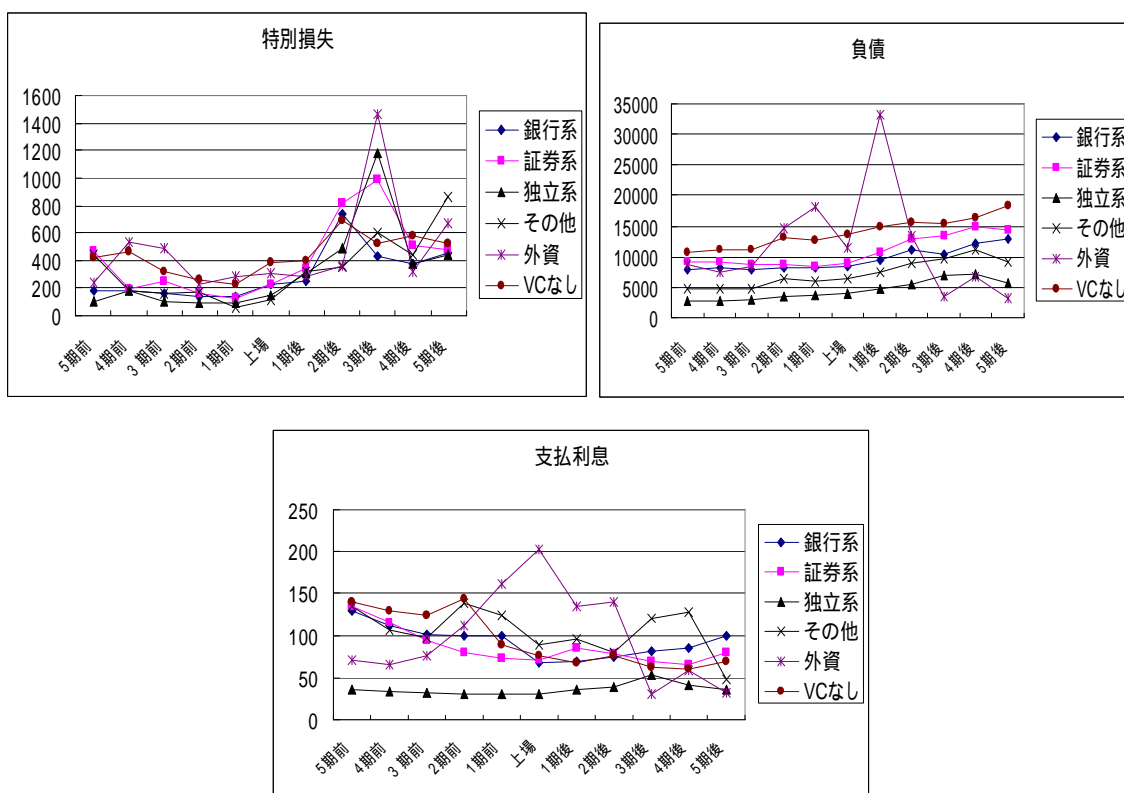 特別損失
1600
1400
1200
1000
800
600
400
200
0
5期前
4期前
3期前
2期前
1期前
上場
1期後
2期後
3期後
4期後
5期後
銀行系
証券系
独立系
その他
外資
VCなし
負債
35000
30000
25000
20000
15000
10000
5000
0
5期前
4期前
3期前
2期前
1期前
上場
1期後
2期後
3期後
4期後
5期後
銀行系
証券系
独立系
その他
外資
VCなし
支払利息
250
200
150
100
50
0
5期前
4期前
3期前
2期前
1期前
上場
1期後
2期後
3期後
4期後
5期後
銀行系
証券系
独立系
その他
外資
VCなし